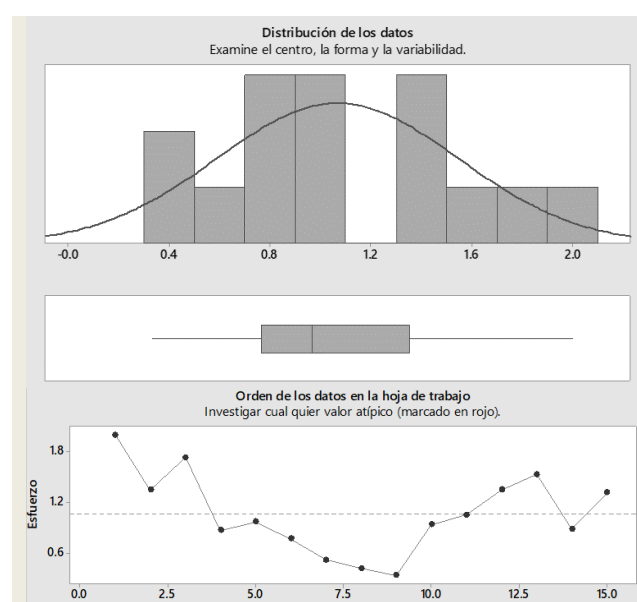 Distribución de los datos
Examine el centro, la forma y la variabilidad.
-0.0 0.4 0.8 1.2 1.6 2.0
Orden de los datos en la hoja de trabajo
Investigar cual quier valor atípico (marcado en rojo).
1.8
1.2
0.6
Esfuerzo
0.0 2.5 5.0 7.5 10.0 12.5 15.0